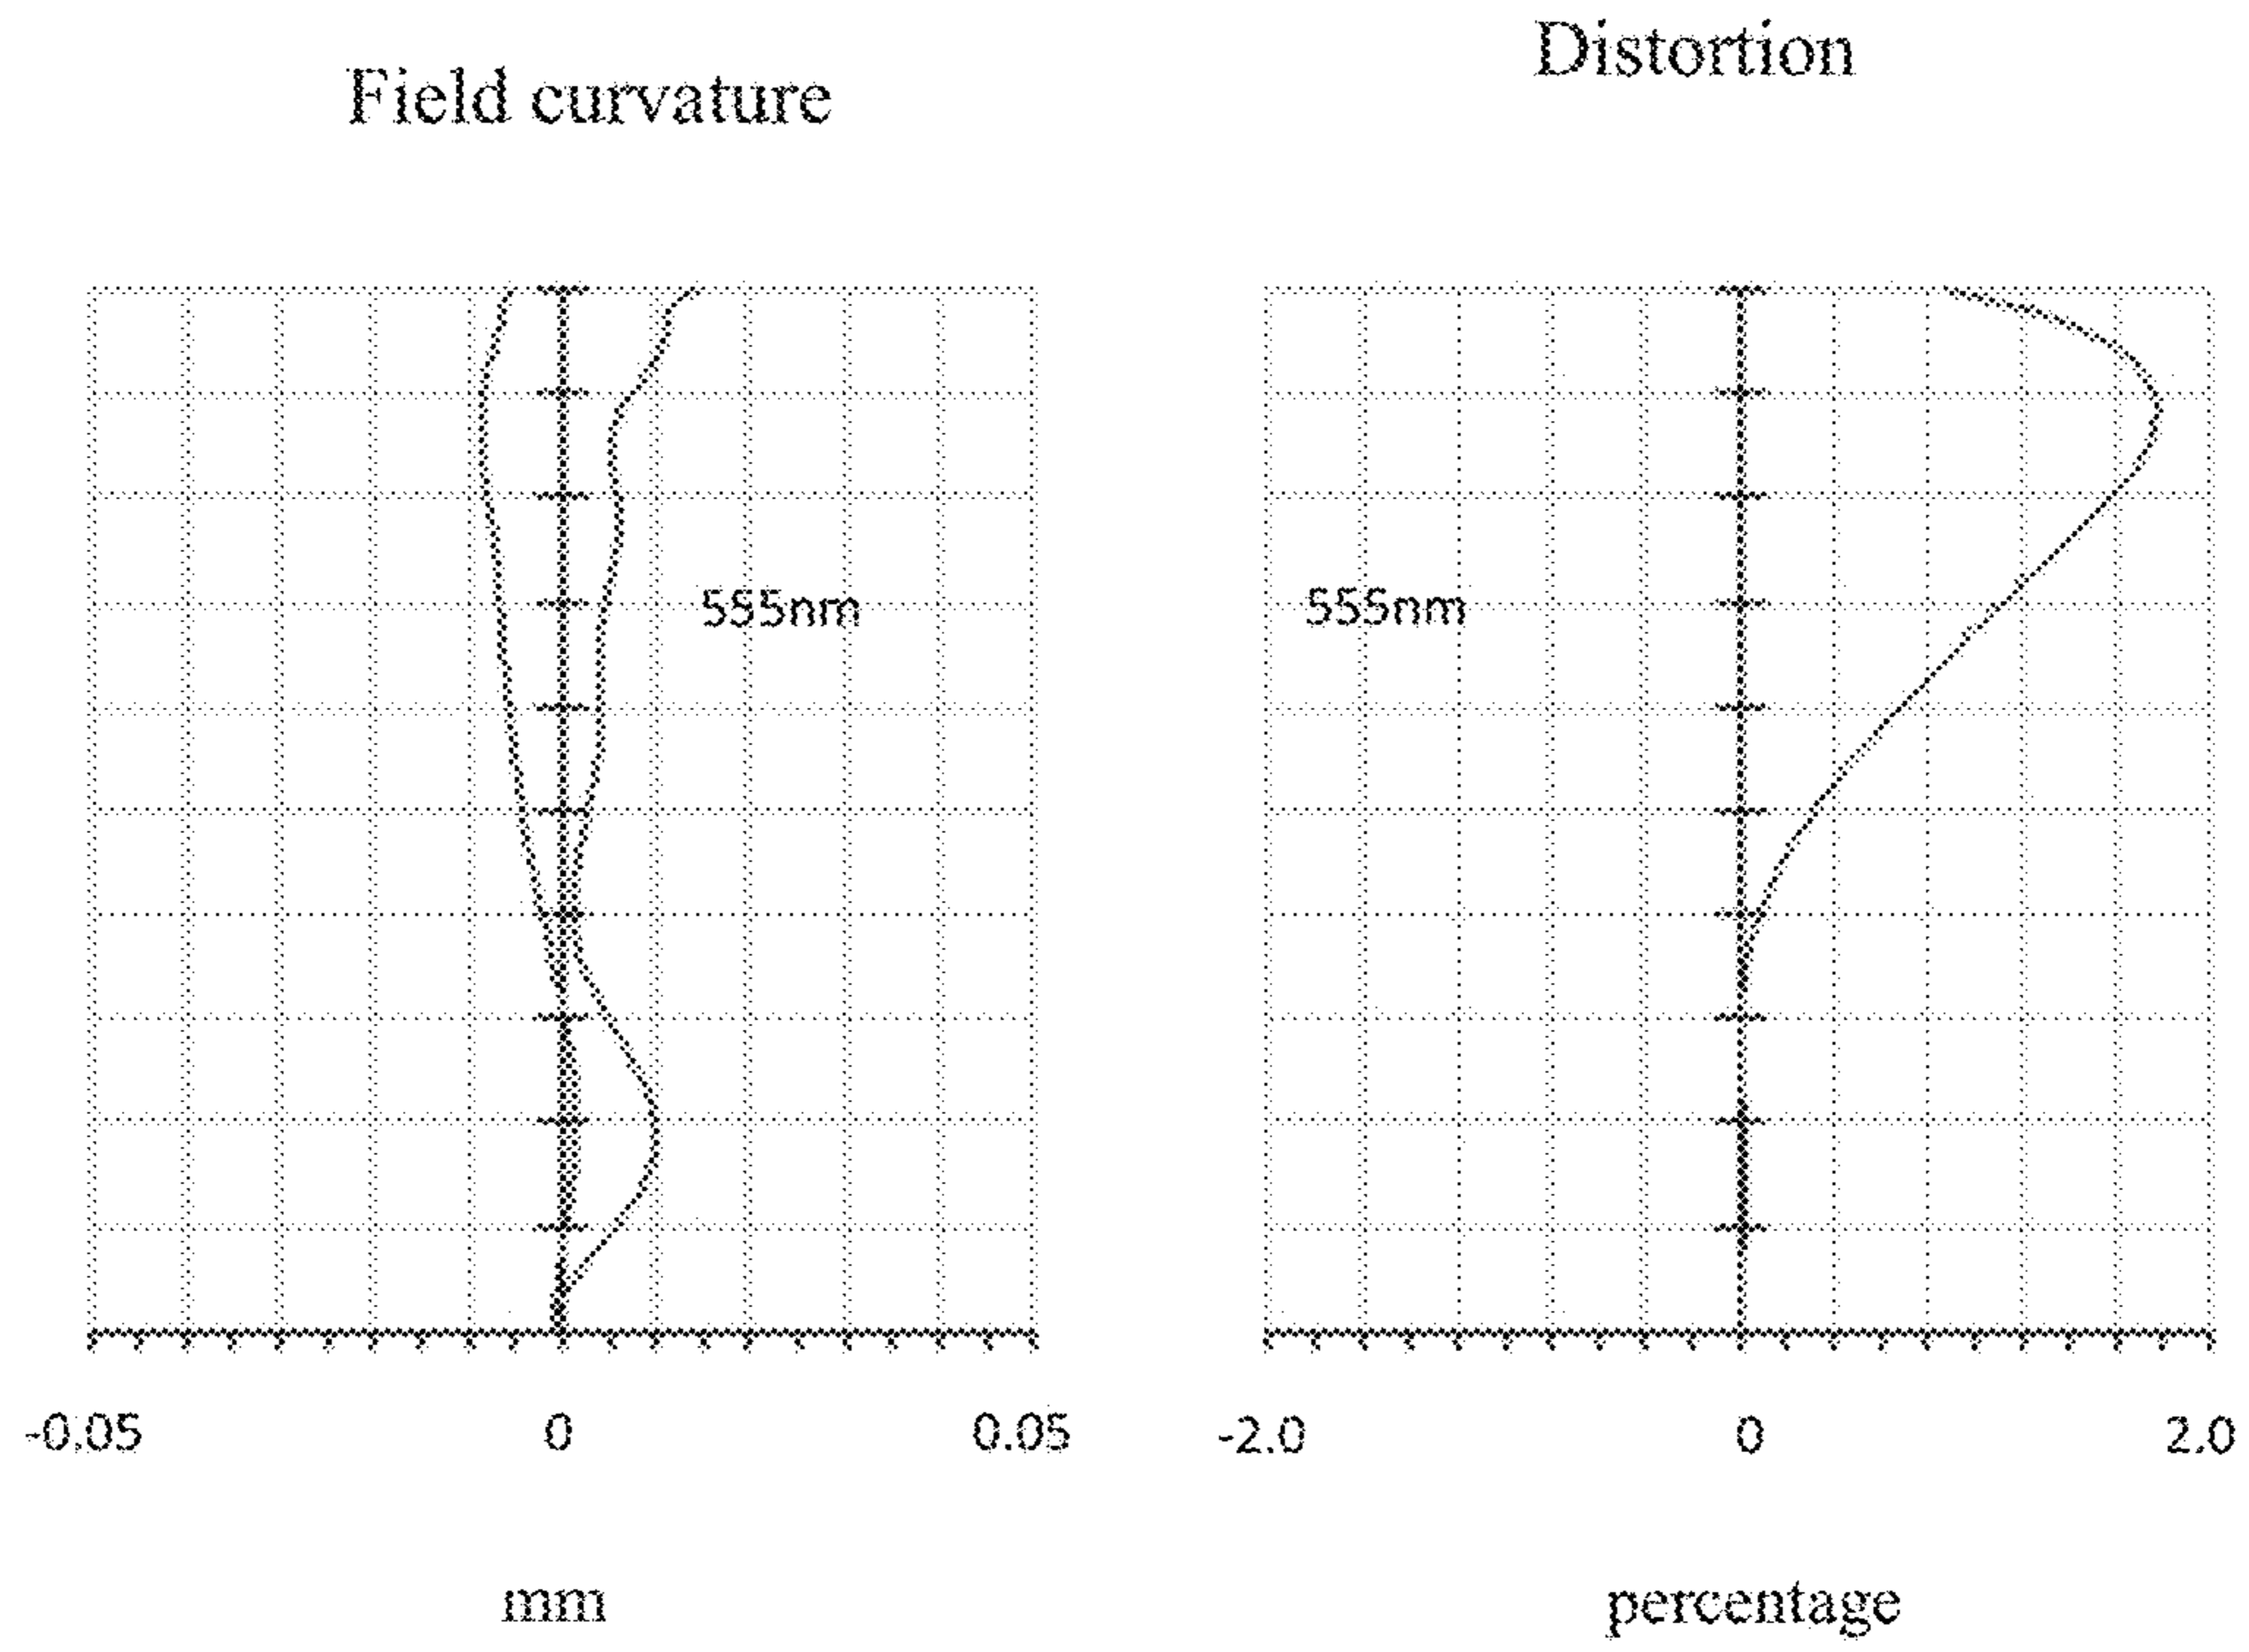 Field curvature
Distortion
555nm
555nm
-0.05 0 0.05
-2.0 0 2.0
mm
percentage